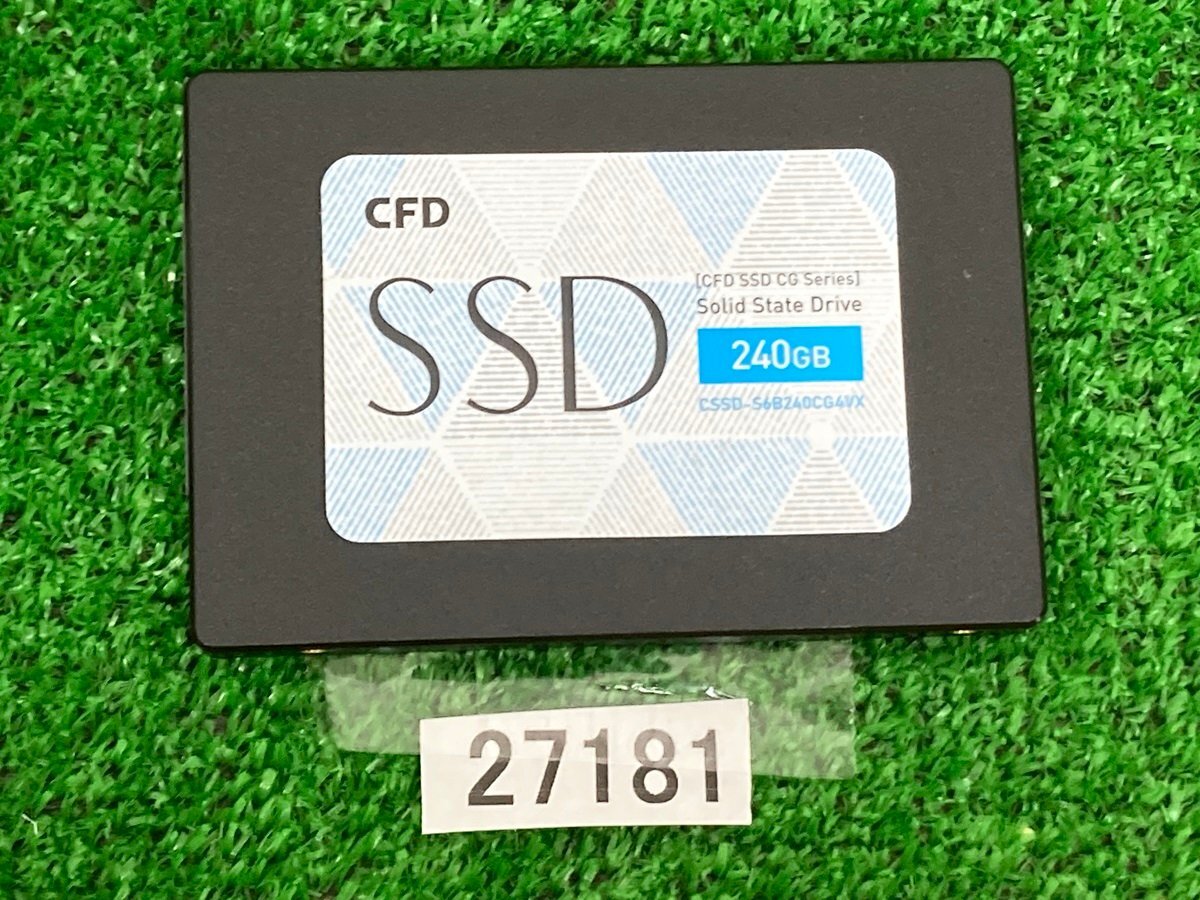 CFD
SSD
[CFD SSD CG Series]
Solid State Drive
240GB
CSSD-S6B240CG4VX
27181